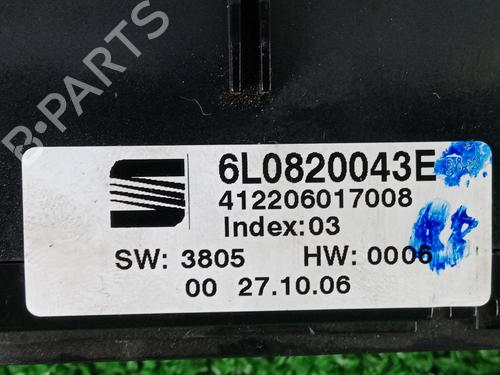 B-PARTS
6L0820043E
412206017008
Index:03
SW: 3805 HW: 0006
00 27.10.06